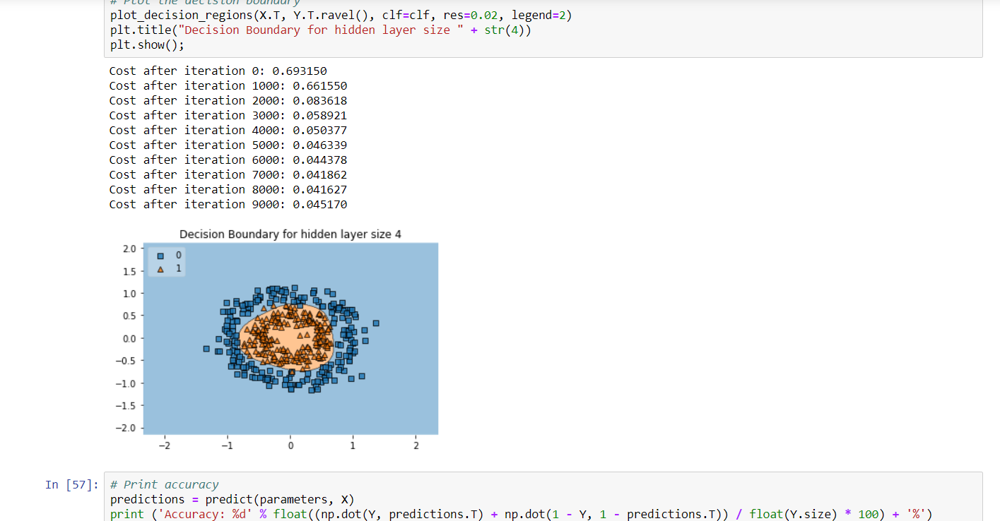 # Plot the decision boundary
plot_decision_regions(X.T, Y.T.ravel(), clf=clf, res=0.02, legend=2)
plt.title("Decision Boundary for hidden layer size " + str(4))
plt.show();
Cost after iteration 0: 0.693150
Cost after iteration 1000: 0.661550
Cost after iteration 2000: 0.083618
Cost after iteration 3000: 0.058921
Cost after iteration 4000: 0.050377
Cost after iteration 5000: 0.046339
Cost after iteration 6000: 0.044378
Cost after iteration 7000: 0.041862
Cost after iteration 8000: 0.041627
Cost after iteration 9000: 0.045170
Decision Boundary for hidden layer size 4
0
1
2.0
1.5
1.0
0.5
0.0
−0.5
−1.0
−1.5
−2.0
−2 −1 0 1 2
In [57]:
# Print accuracy
predictions = predict(parameters, X)
print ('Accuracy: %d' % float((np.dot(Y, predictions.T) + np.dot(1 - Y, 1 - predictions.T)) / float(Y.size) * 100) + '%')